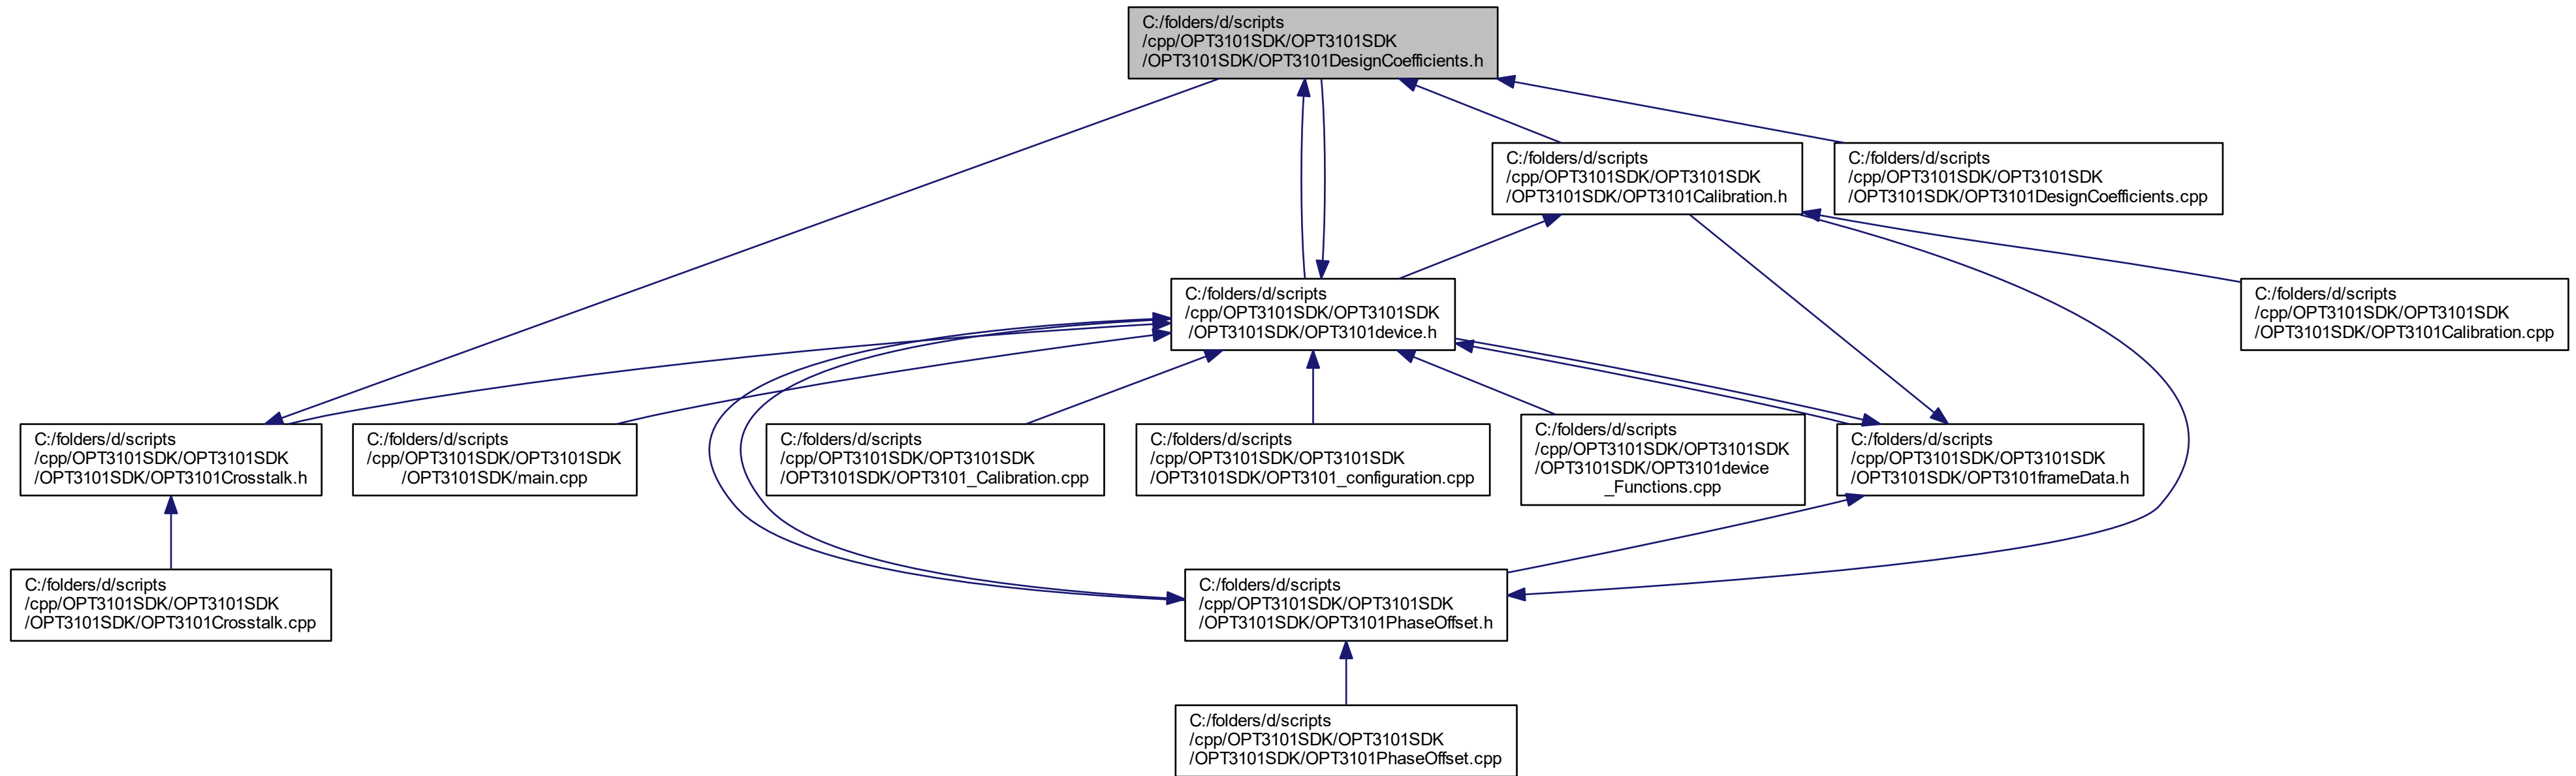 C:/folders/d/scripts
/cpp/OPT3101SDK/OPT3101SDK
/OPT3101SDK/OPT3101DesignCoefficients.h
C:/folders/d/scripts
/cpp/OPT3101SDK/OPT3101SDK
/OPT3101SDK/OPT3101Calibration.h
C:/folders/d/scripts
/cpp/OPT3101SDK/OPT3101SDK
/OPT3101SDK/OPT3101DesignCoefficients.cpp
C:/folders/d/scripts
/cpp/OPT3101SDK/OPT3101SDK
/OPT3101SDK/OPT3101device.h
C:/folders/d/scripts
/cpp/OPT3101SDK/OPT3101SDK
/OPT3101SDK/OPT3101Calibration.cpp
C:/folders/d/scripts
/cpp/OPT3101SDK/OPT3101SDK
/OPT3101SDK/OPT3101Crosstalk.h
C:/folders/d/scripts
/cpp/OPT3101SDK/OPT3101SDK
/OPT3101SDK/main.cpp
C:/folders/d/scripts
/cpp/OPT3101SDK/OPT3101SDK
/OPT3101SDK/OPT3101_Calibration.cpp
C:/folders/d/scripts
/cpp/OPT3101SDK/OPT3101SDK
/OPT3101SDK/OPT3101_configuration.cpp
C:/folders/d/scripts
/cpp/OPT3101SDK/OPT3101SDK
/OPT3101SDK/OPT3101device
_Functions.cpp
C:/folders/d/scripts
/cpp/OPT3101SDK/OPT3101SDK
/OPT3101SDK/OPT3101frameData.h
C:/folders/d/scripts
/cpp/OPT3101SDK/OPT3101SDK
/OPT3101SDK/OPT3101Crosstalk.cpp
C:/folders/d/scripts
/cpp/OPT3101SDK/OPT3101SDK
/OPT3101SDK/OPT3101PhaseOffset.h
C:/folders/d/scripts
/cpp/OPT3101SDK/OPT3101SDK
/OPT3101SDK/OPT3101PhaseOffset.cpp